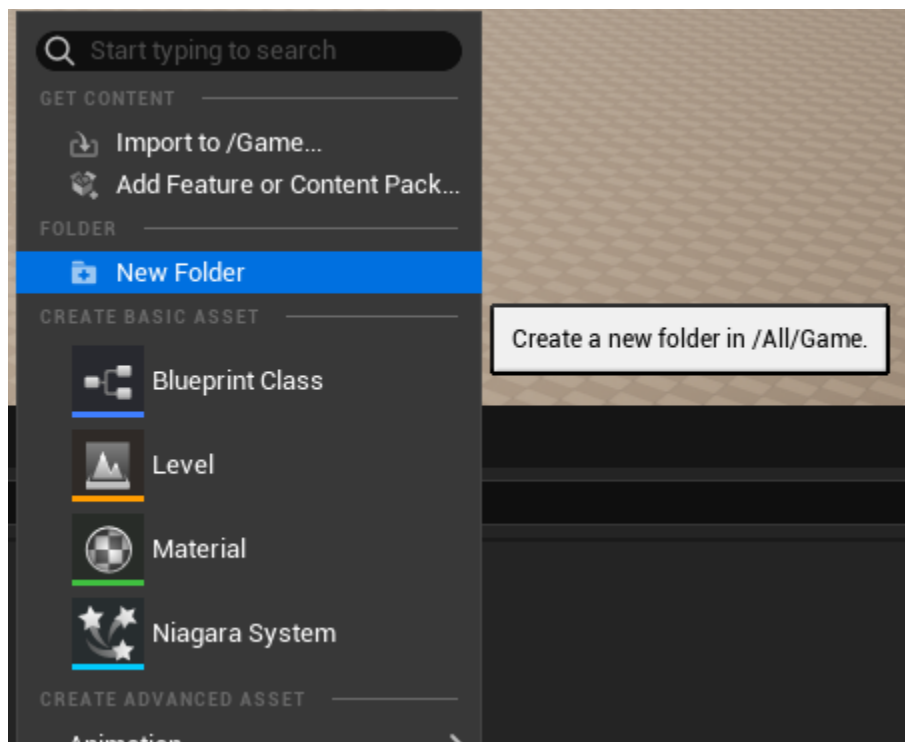 Start typing to search
GET CONTENT
Import to /Game...
Add Feature or Content Pack...
FOLDER
New Folder
CREATE BASIC ASSET
Create a new folder in /All/Game.
Blueprint Class
Level
Material
Niagara System
CREATE ADVANCED ASSET
Animation